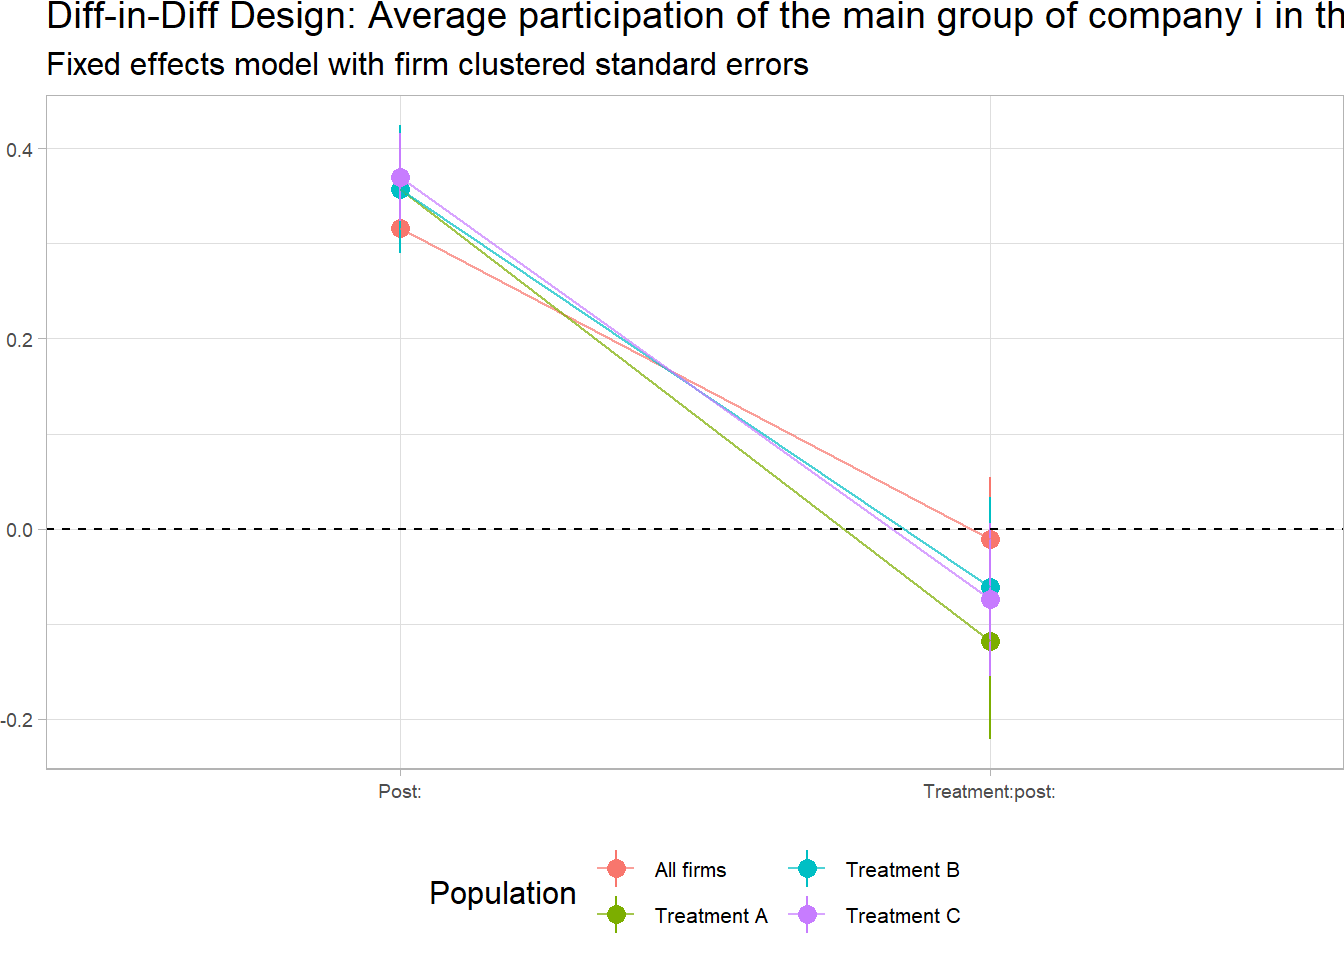 Diff-in-Diff Design: Average participation of the main group of company i in
Fixed effects model with firm clustered standard errors
0.4
0.2
0.0
-0.2
Post:
Treatment:post:
Population
All firms
Treatment B
Treatment A
Treatment C